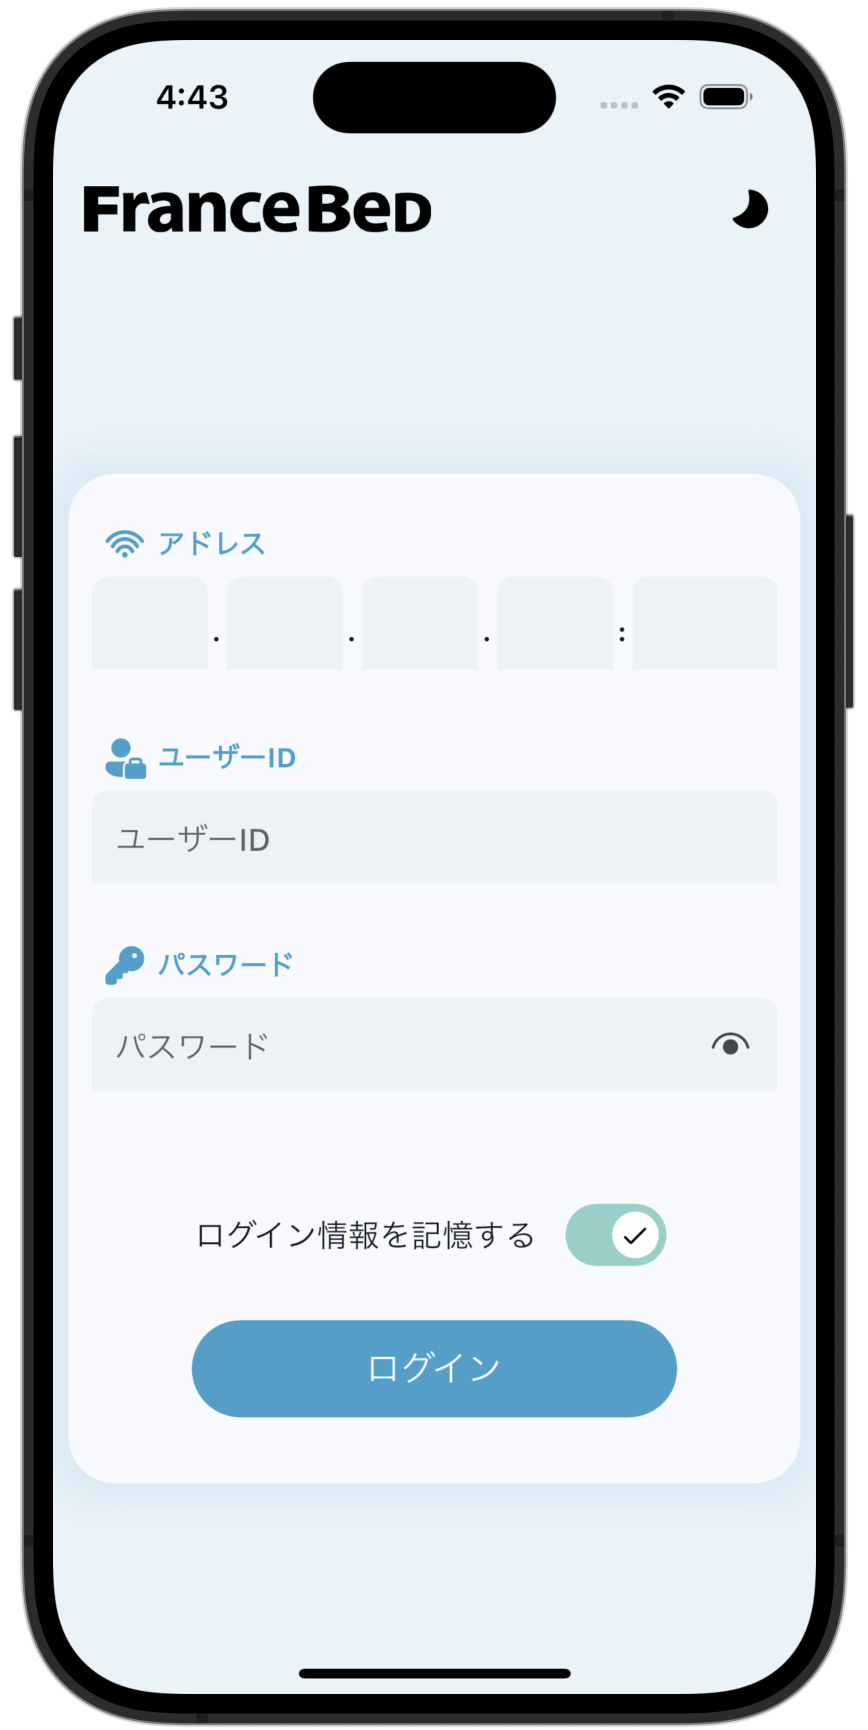 4:43
FranceBed
アドレス
. . . :
ユーザーID
ユーザーID
パスワード
パスワード
ログイン情報を記憶する
ログイン